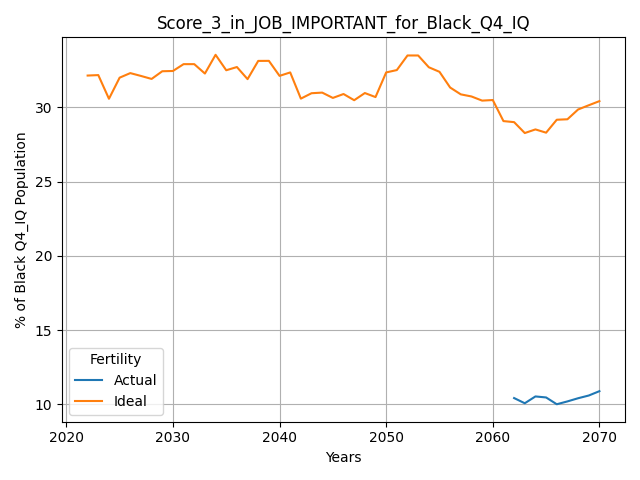 Score_3_in_JOB_IMPORTANT_for_Black_Q4_IQ
% of Black Q4_IQ Population
30
25
20
15
10
Fertility
Actual
Ideal
2020 2030 2040 2050 2060 2070
Years